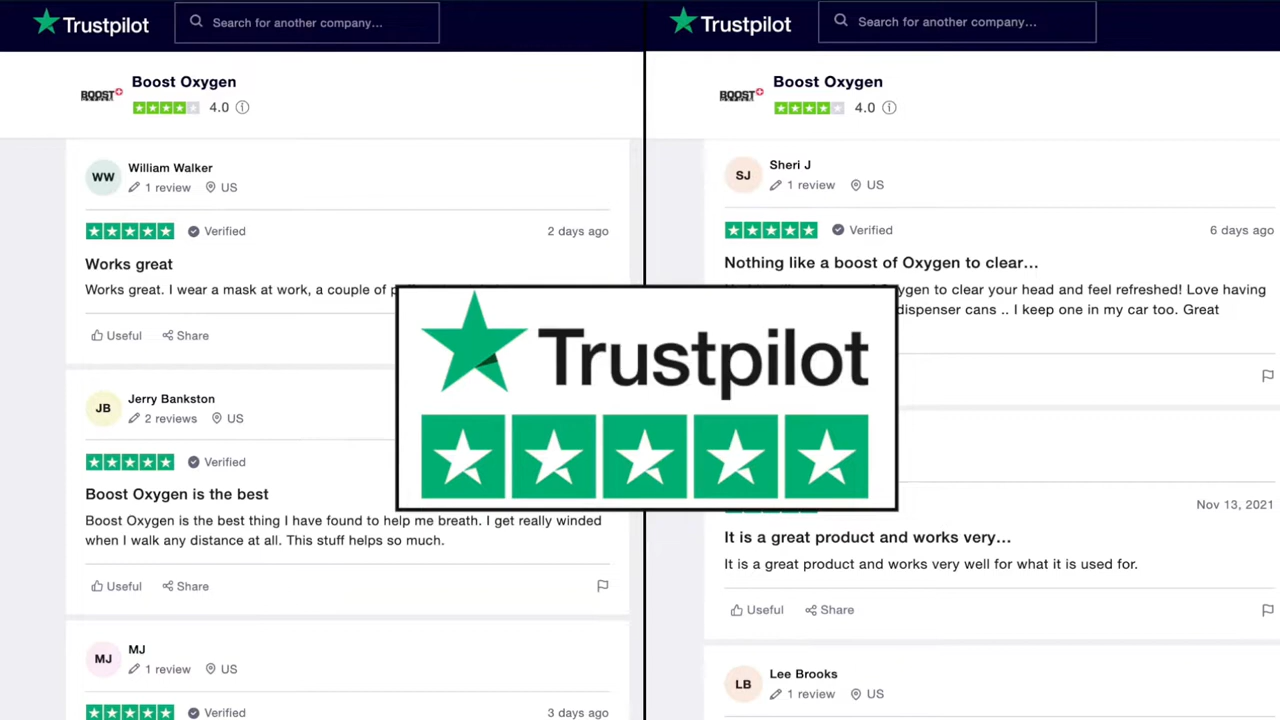 Trustpilot
Search for another company...
Boost Oxygen
BOOST
4.0
WW
William Walker
1 review
US
Verified
2 days ago
Works great
Works great. I wear a mask at work, a couple of
Useful
Share
JB
Jerry Bankston
2 reviews
US
Verified
Boost Oxygen is the best
Boost Oxygen is the best thing I have found to help me breath. I get really winded
when I walk any distance at all. This stuff helps so much.
Useful
Share
MJ
MJ
1 review
US
Verified
3 days ago
Trustpilot
Search for another company...
Boost Oxygen
BOOST
4.0
SJ
Sheri J
1 review
US
Verified
6 days ago
Nothing like a boost of Oxygen to clear...
to clear your head and feel refreshed! Love having
dispenser cans .. I keep one in my car too. Great
Nov 13, 2021
It is a great product and works very...
It is a great product and works very well for what it is used for.
Useful
Share
LB
Lee Brooks
1 review
US
Trustpilot